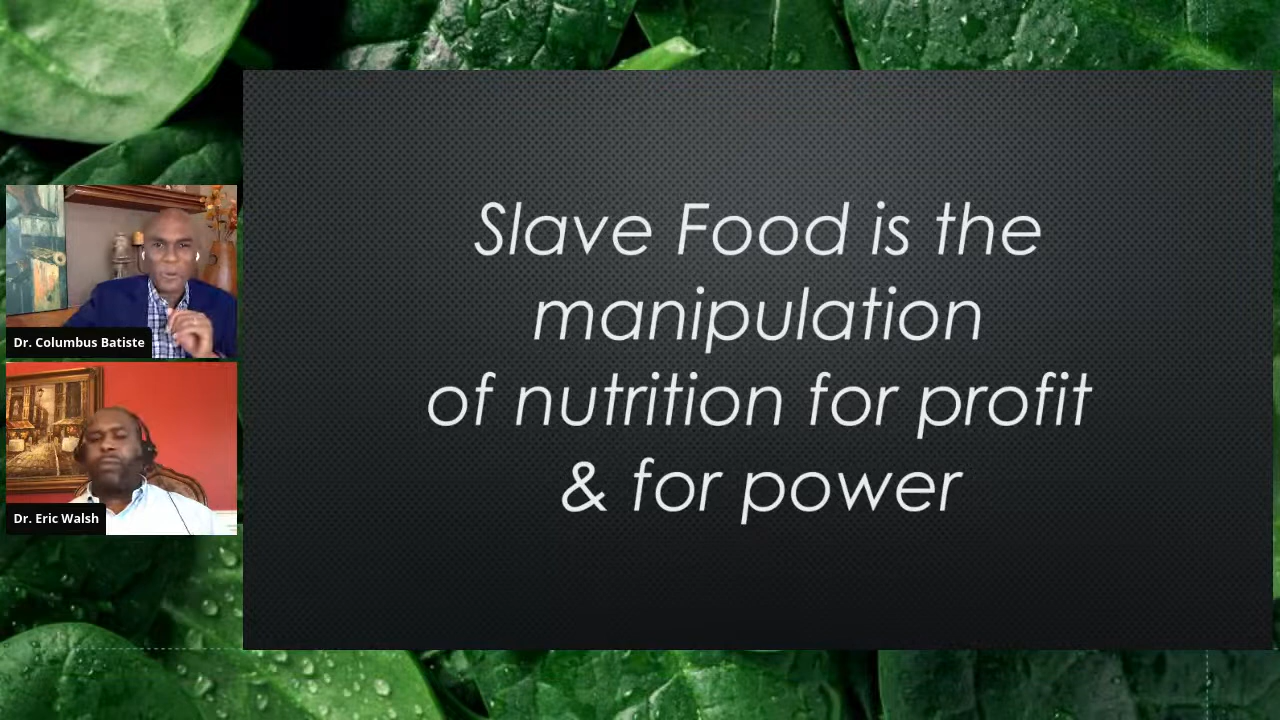 Slave Food is the
manipulation
of nutrition for profit
& for power
Dr. Columbus Batiste
Dr. Eric Walsh